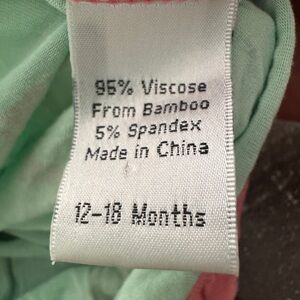 95% Viscose
From Bamboo
5% Spandex
Made in China
12-18 Months